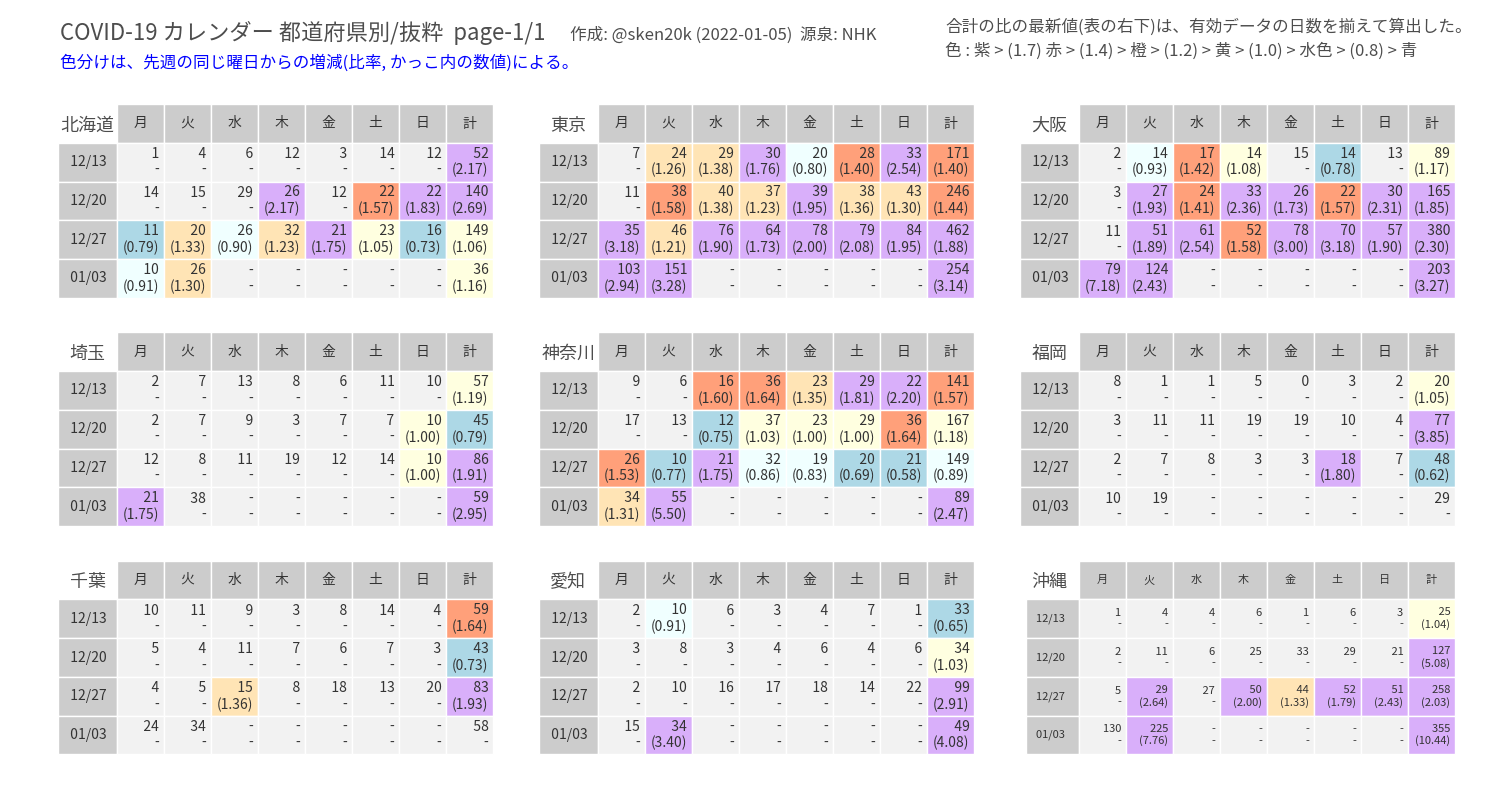 COVID-19 カレンダー 都道府県別/抜粋 page-1/1 作成: @sken20k (2022-01-05) 源泉: NHK
色分けは、先週の同じ曜日からの増減(比率, かっこ内の数値)による。
合計の比の最新値(表の右下)は、有効データの日数を揃えて算出した。
色 : 紫 > (1.7) 赤 > (1.4) 橙 > (1.2) 黄 > (1.0) > 水色 > (0.8) > 青
北海道 月 火 水 木 金 土 日 計
12/13 1 4 6 12 3 14 12 52
- - - - - - - (2.17)
12/20 14 15 29 26 12 22 22 140
- - - (2.17) - (1.57) (1.83) (2.69)
12/27 11 20 26 32 21 23 16 149
(0.79) (1.33) (0.90) (1.23) (1.75) (1.05) (0.73) (1.06)
01/03 10 26 - - - - - 36
(0.91) (1.30) - - - - - (1.16)
東京 月 火 水 木 金 土 日 計
12/13 7 24 29 30 20 28 33 171
- (1.26) (1.38) (1.76) (0.80) (1.40) (2.54) (1.40)
12/20 11 38 40 37 39 38 43 246
- (1.58) (1.38) (1.23) (1.95) (1.36) (1.30) (1.44)
12/27 35 46 76 64 78 79 84 462
(3.18) (1.21) (1.90) (1.73) (2.00) (2.08) (1.95) (1.88)
01/03 103 151 - - - - - 254
(2.94) (3.28) - - - - - (3.14)
大阪 月 火 水 木 金 土 日 計
12/13 2 14 17 14 15 14 13 89
- (0.93) (1.42) (1.08) - (0.78) - (1.17)
12/20 3 27 24 33 26 22 30 165
- (1.93) (1.41) (2.36) (1.73) (1.57) (2.31) (1.85)
12/27 11 51 61 52 78 70 57 380
- (1.89) (2.54) (1.58) (3.00) (3.18) (1.90) (2.30)
01/03 79 124 - - - - - 203
(7.18) (2.43) - - - - - (3.27)
埼玉 月 火 水 木 金 土 日 計
12/13 2 7 13 8 6 11 10 57
- - - - - - - (1.19)
12/20 2 7 9 3 7 7 10 45
- - - - - - (1.00) (0.79)
12/27 12 8 11 19 12 14 10 86
- - - - - - (1.00) (1.91)
01/03 21 38 - - - - - 59
(1.75) - - - - - - (2.95)
神奈川 月 火 水 木 金 土 日 計
12/13 9 6 16 36 23 29 22 141
- - (1.60) (1.64) (1.35) (1.81) (2.20) (1.57)
12/20 17 13 12 37 23 29 36 167
- - (0.75) (1.03) (1.00) (1.00) (1.64) (1.18)
12/27 26 10 21 32 19 20 21 149
(1.53) (0.77) (1.75) (0.86) (0.83) (0.69) (0.58) (0.89)
01/03 34 55 - - - - - 89
(1.31) (5.50) - - - - - (2.47)
福岡 月 火 水 木 金 土 日 計
12/13 8 1 1 5 0 3 2 20
- - - - - - - (1.05)
12/20 3 11 11 19 19 10 4 77
- - - - - - - (3.85)
12/27 2 7 8 3 3 18 7 48
- - - - - (1.80) - (0.62)
01/03 10 19 - - - - - 29
- - - - - - - -
千葉 月 火 水 木 金 土 日 計
12/13 10 11 9 3 8 14 4 59
- - - - - - - (1.64)
12/20 5 4 11 7 6 7 3 43
- - - - - - - (0.73)
12/27 4 5 15 8 18 13 20 83
- - (1.36) - - - - (1.93)
01/03 24 34 - - - - - 58
- - - - - - - -
愛知 月 火 水 木 金 土 日 計
12/13 2 10 6 3 4 7 1 33
- (0.91) - - - - - (0.65)
12/20 3 8 3 4 6 4 6 34
- - - - - - - (1.03)
12/27 2 10 16 17 18 14 22 99
- - - - - - - (2.91)
01/03 15 34 - - - - - 49
- (3.40) - - - - - (4.08)
沖縄 月 火 水 木 金 土 日 計
12/13 1 4 4 6 1 6 3 25
- - - - - - - (1.04)
12/20 2 11 6 25 33 29 21 127
- - - - - - - (5.08)
12/27 5 29 27 50 44 52 51 258
- (2.64) - (2.00) (1.33) (1.79) (2.43) (2.03)
01/03 130 225 - - - - - 355
- (7.76) - - - - - (10.44)